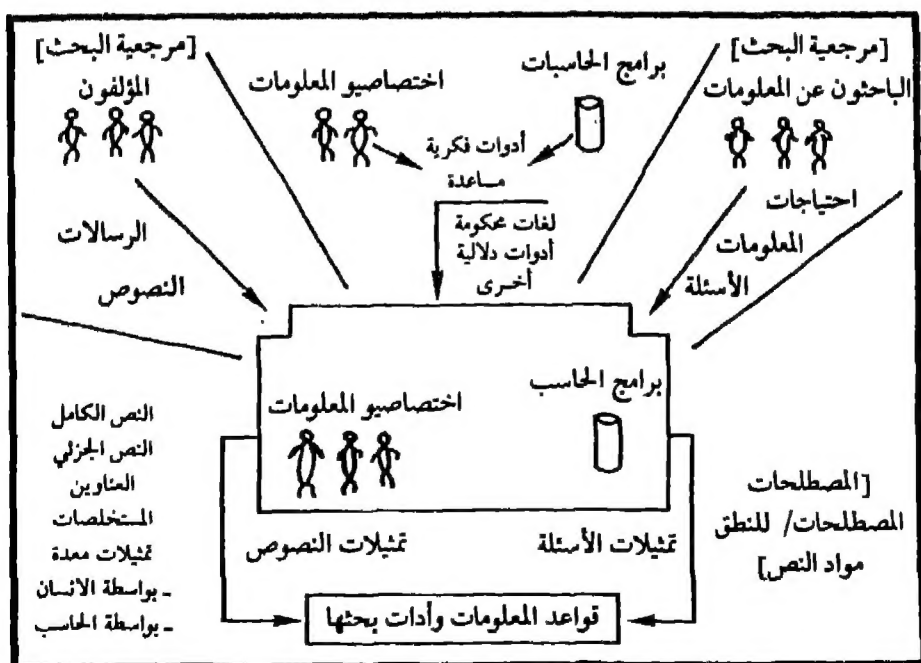 [مرجعية البحث]
الباحثون عن المعلومات
احتياجات
المعلومات
الأسئلة
برامج الحاسبات
اختصاصيو المعلومات
أدوات فكرية
مساعدة
لغات محكومة
أدوات دلالية
أخرى
[مرجعية البحث]
المؤلفون
الرسالات
النصوص
برامج الحاسب
اختصاصيو المعلومات
[المصطلحات
المصطلحات/ للنطق
مواد النص]
تمثيلات الأسئلة
تمثيلات النصوص
النص الكامل
النص الجزئي
العناوين
المستخلصات
تمثيلات معدة
ـ بواسطة الانسان
ـ بواسطة الحاسب
قواعد المعلومات وأدات بحثها